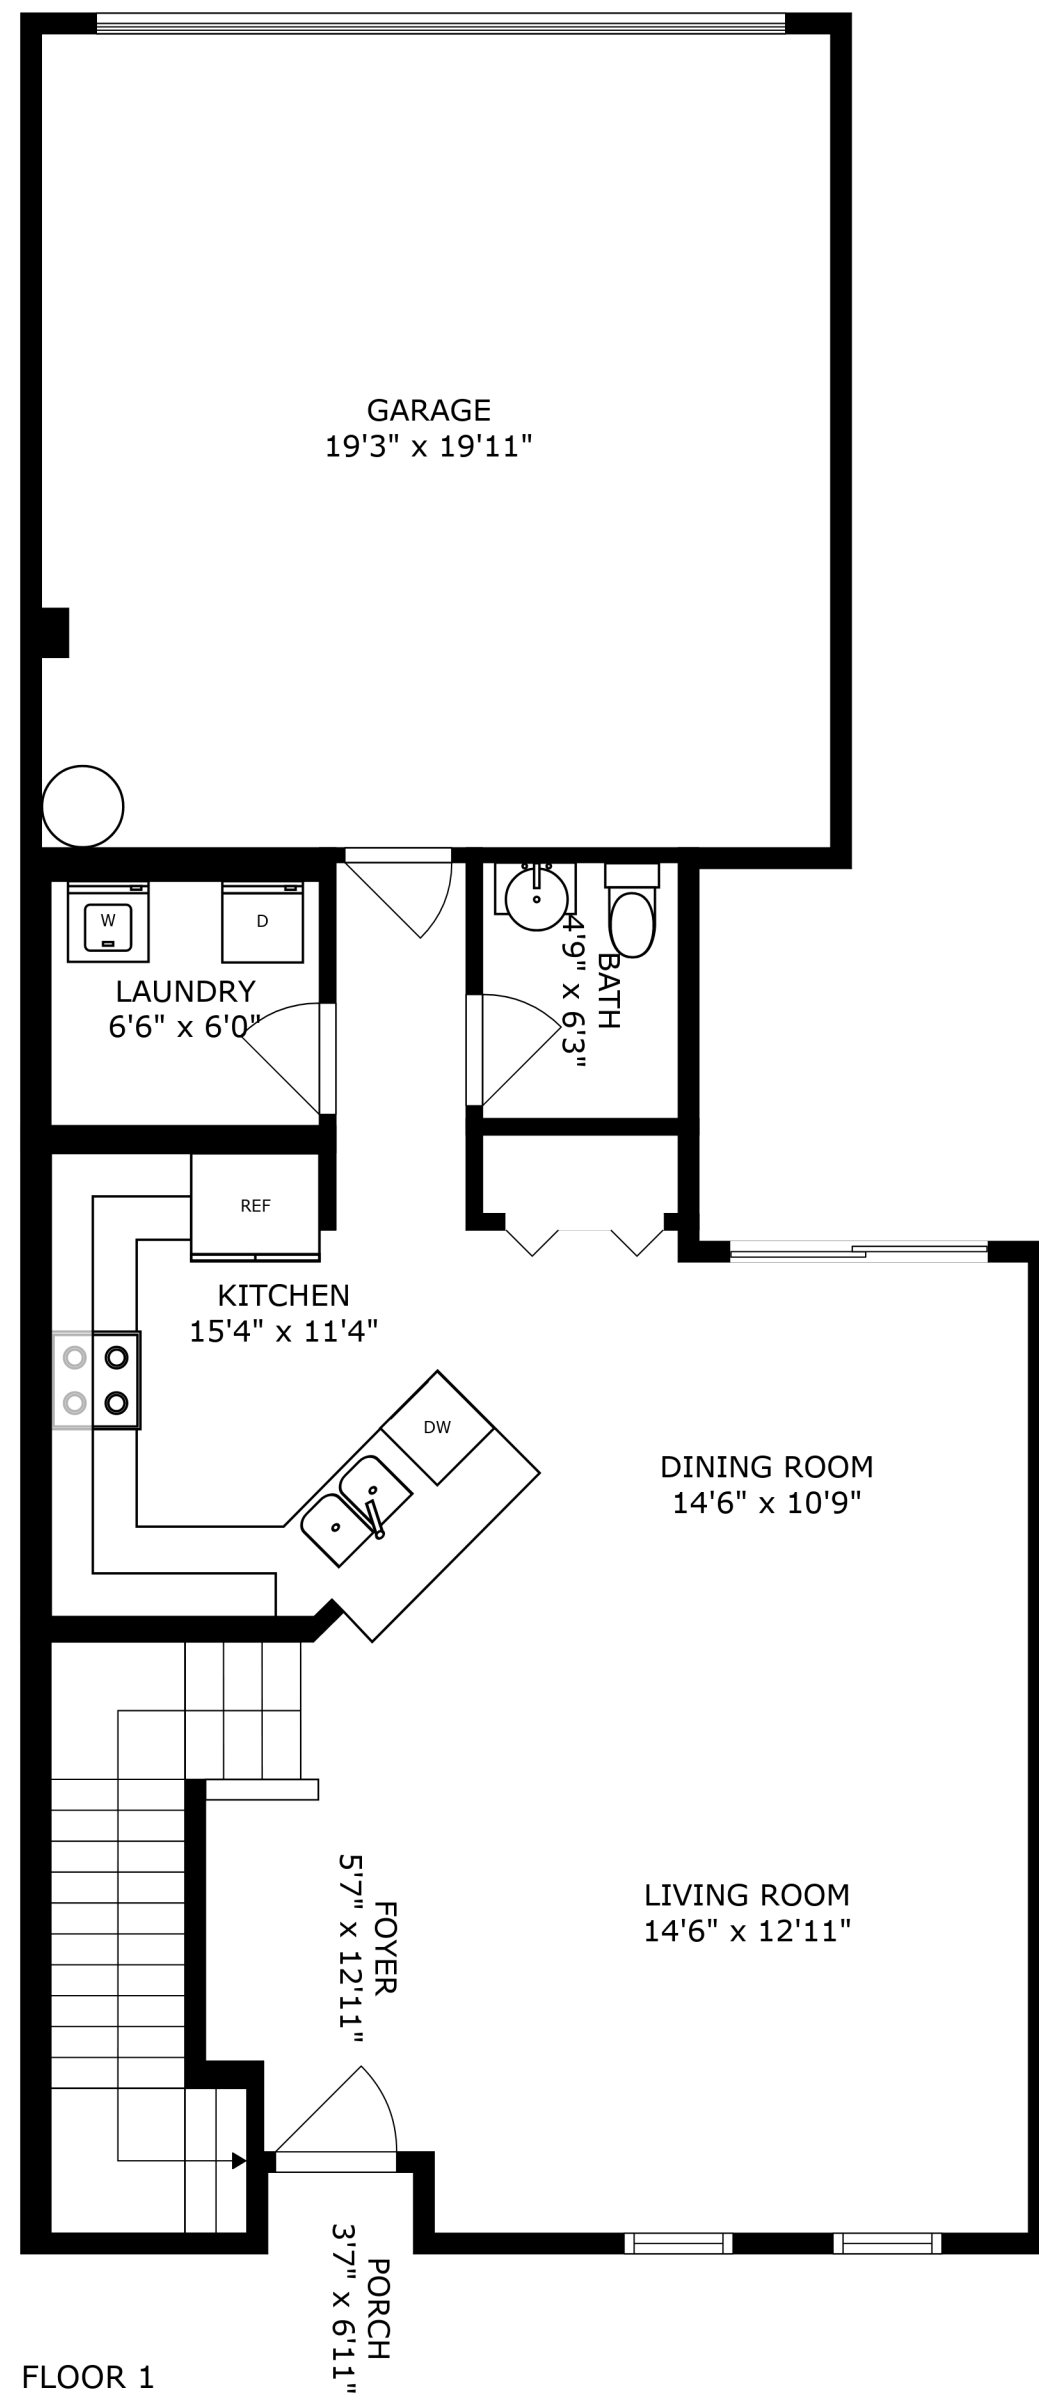 GARAGE
19'3" x 19'11"
W
D
LAUNDRY
6'6" x 6'0"
BATH
4'9" x 6'3"
REF
KITCHEN
15'4" x 11'4"
DW
DINING ROOM
14'6" x 10'9"
LIVING ROOM
14'6" x 12'11"
FOYER
5'7" x 12'11"
PORCH
3'7" x 6'11"
FLOOR 1